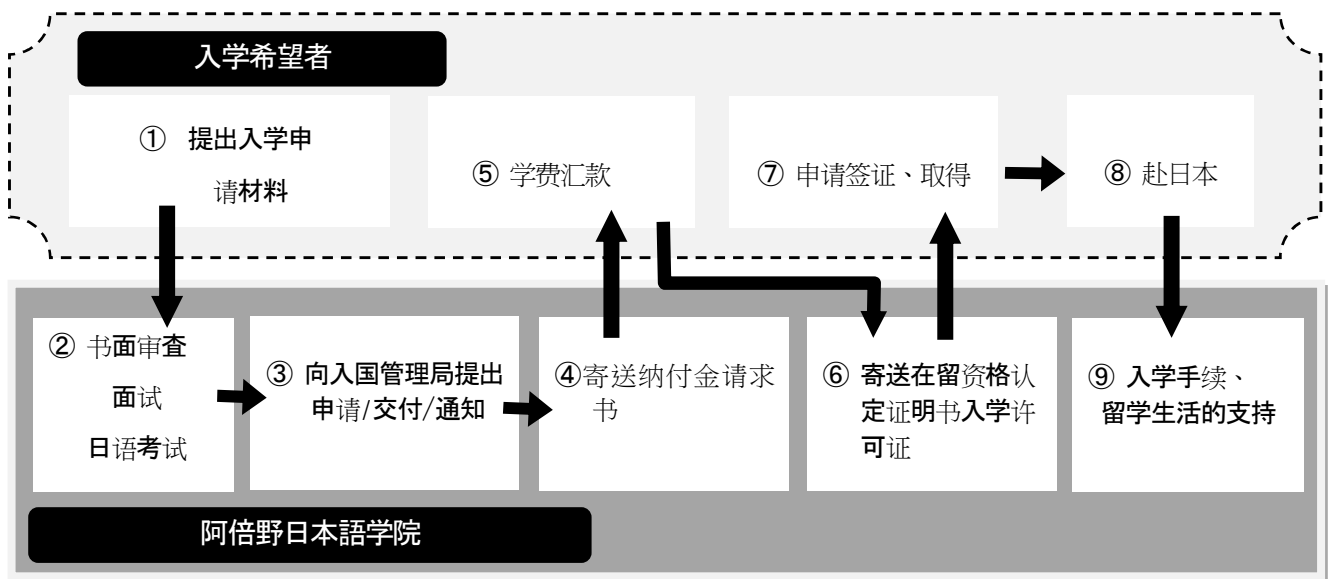 入学希望者
① 提出入学申
请材料
⑤ 学费汇款
⑦ 申请签证、取得
⑧ 赴日本
② 书面审查
面试
日语考试
③ 向入国管理局提出
申请/交付/通知
④寄送纳付金请求
书
⑥ 寄送在留资格认
定证明书入学许
可证
⑨ 入学手续、
留学生活的支持
阿倍野日本語学院